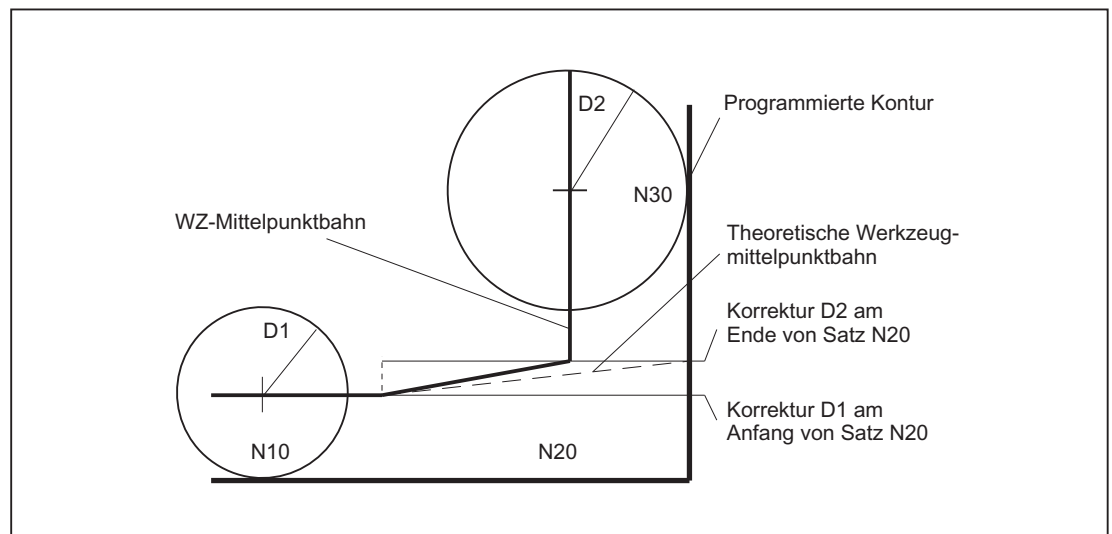 D2
Programmierte Kontur
N30
WZ-Mittelpunktbahn
Theoretische Werkzeug-
mittelpunktbahn
Korrektur D2 am
Ende von Satz N20
D1
Korrektur D1 am
Anfang von Satz N20
N10
N20